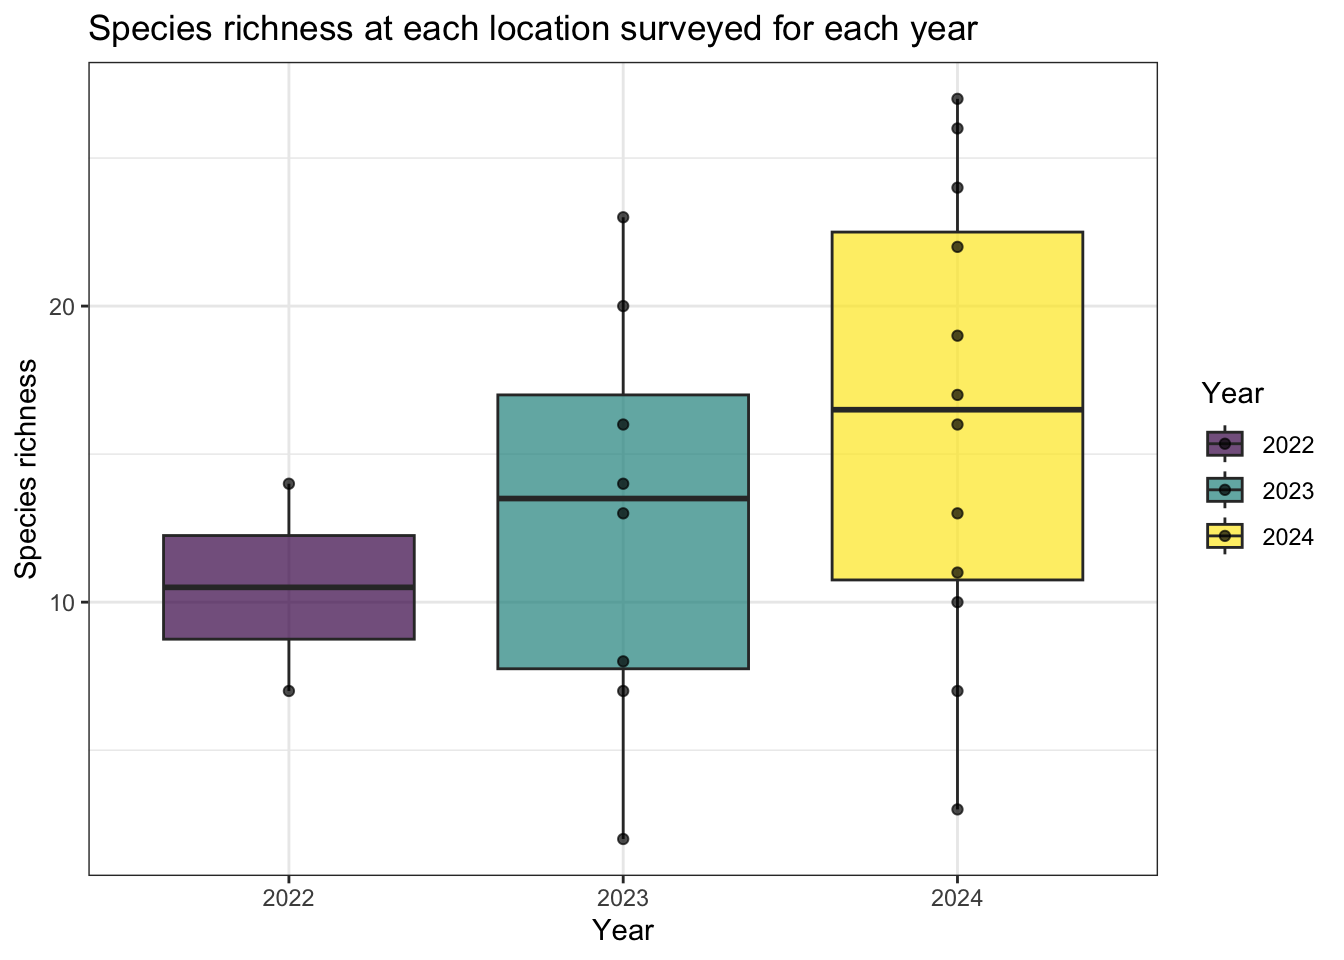 Species richness at each location surveyed for each year
Species richness
20
10
2022
2023
2024
Year
Year
2022
2023
2024